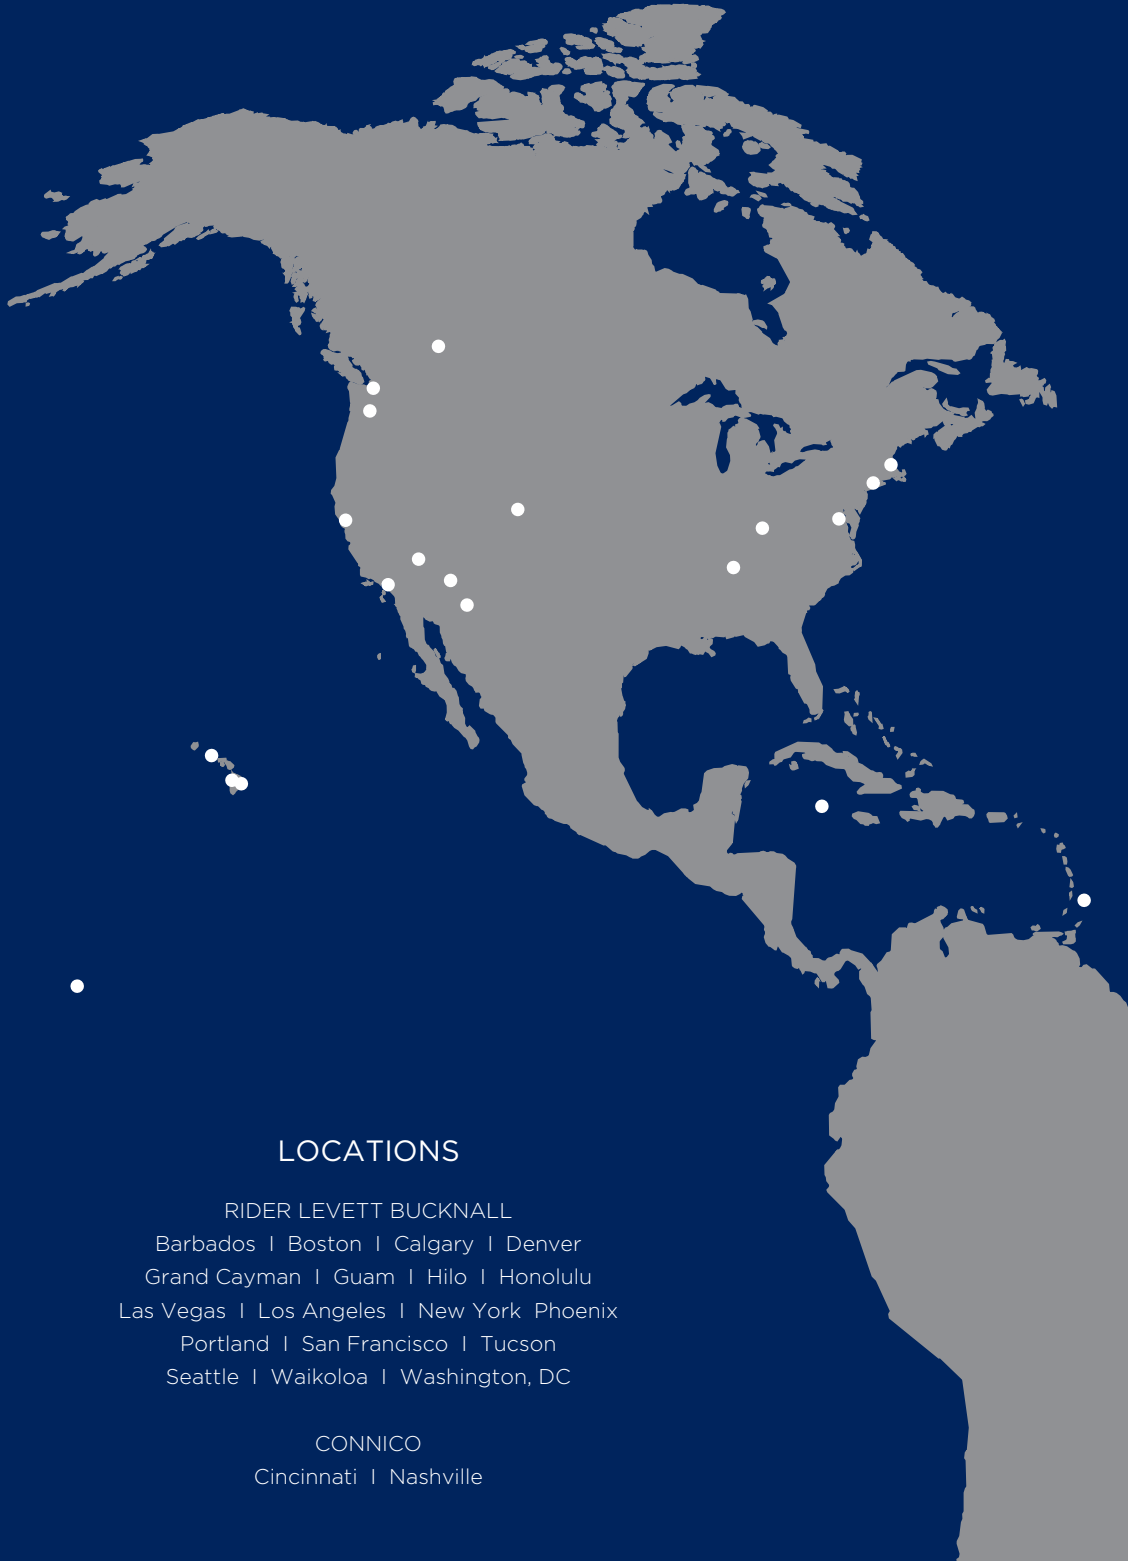 LOCATIONS
RIDER LEVETT BUCKNALL
Barbados I Boston I Calgary I Denver
Grand Cayman I Guam I Hilo I Honolulu
Las Vegas I Los Angeles I New York Phoenix
Portland I San Francisco I Tucson
Seattle I Waikoloa I Washington, DC
CONNICO
Cincinnati I Nashville